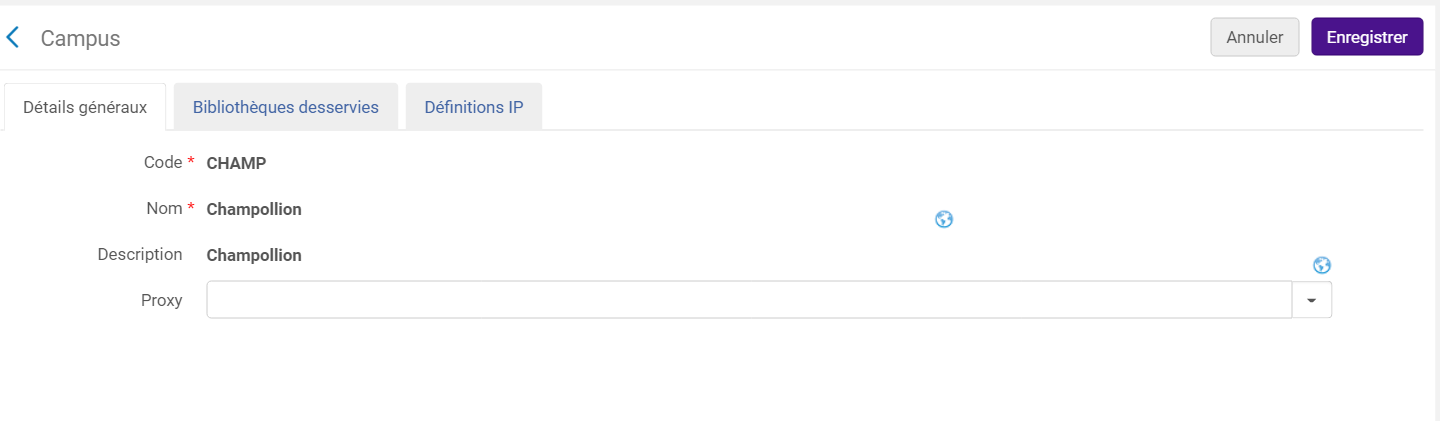 Campus
Annuler
Enregistrer
Détails généraux
Bibliothèques desservies
Définitions IP
Code * CHAMP
Nom * Champollion
Description Champollion
Proxy